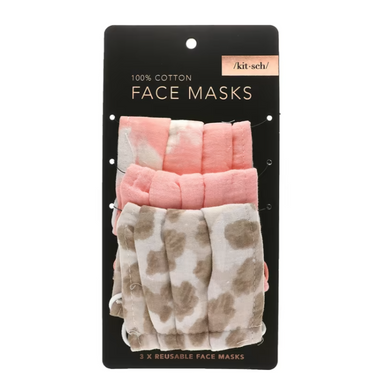 /kit-sch/
100% COTTON
FACE MASKS
3 X REUSABLE FACE MASKS